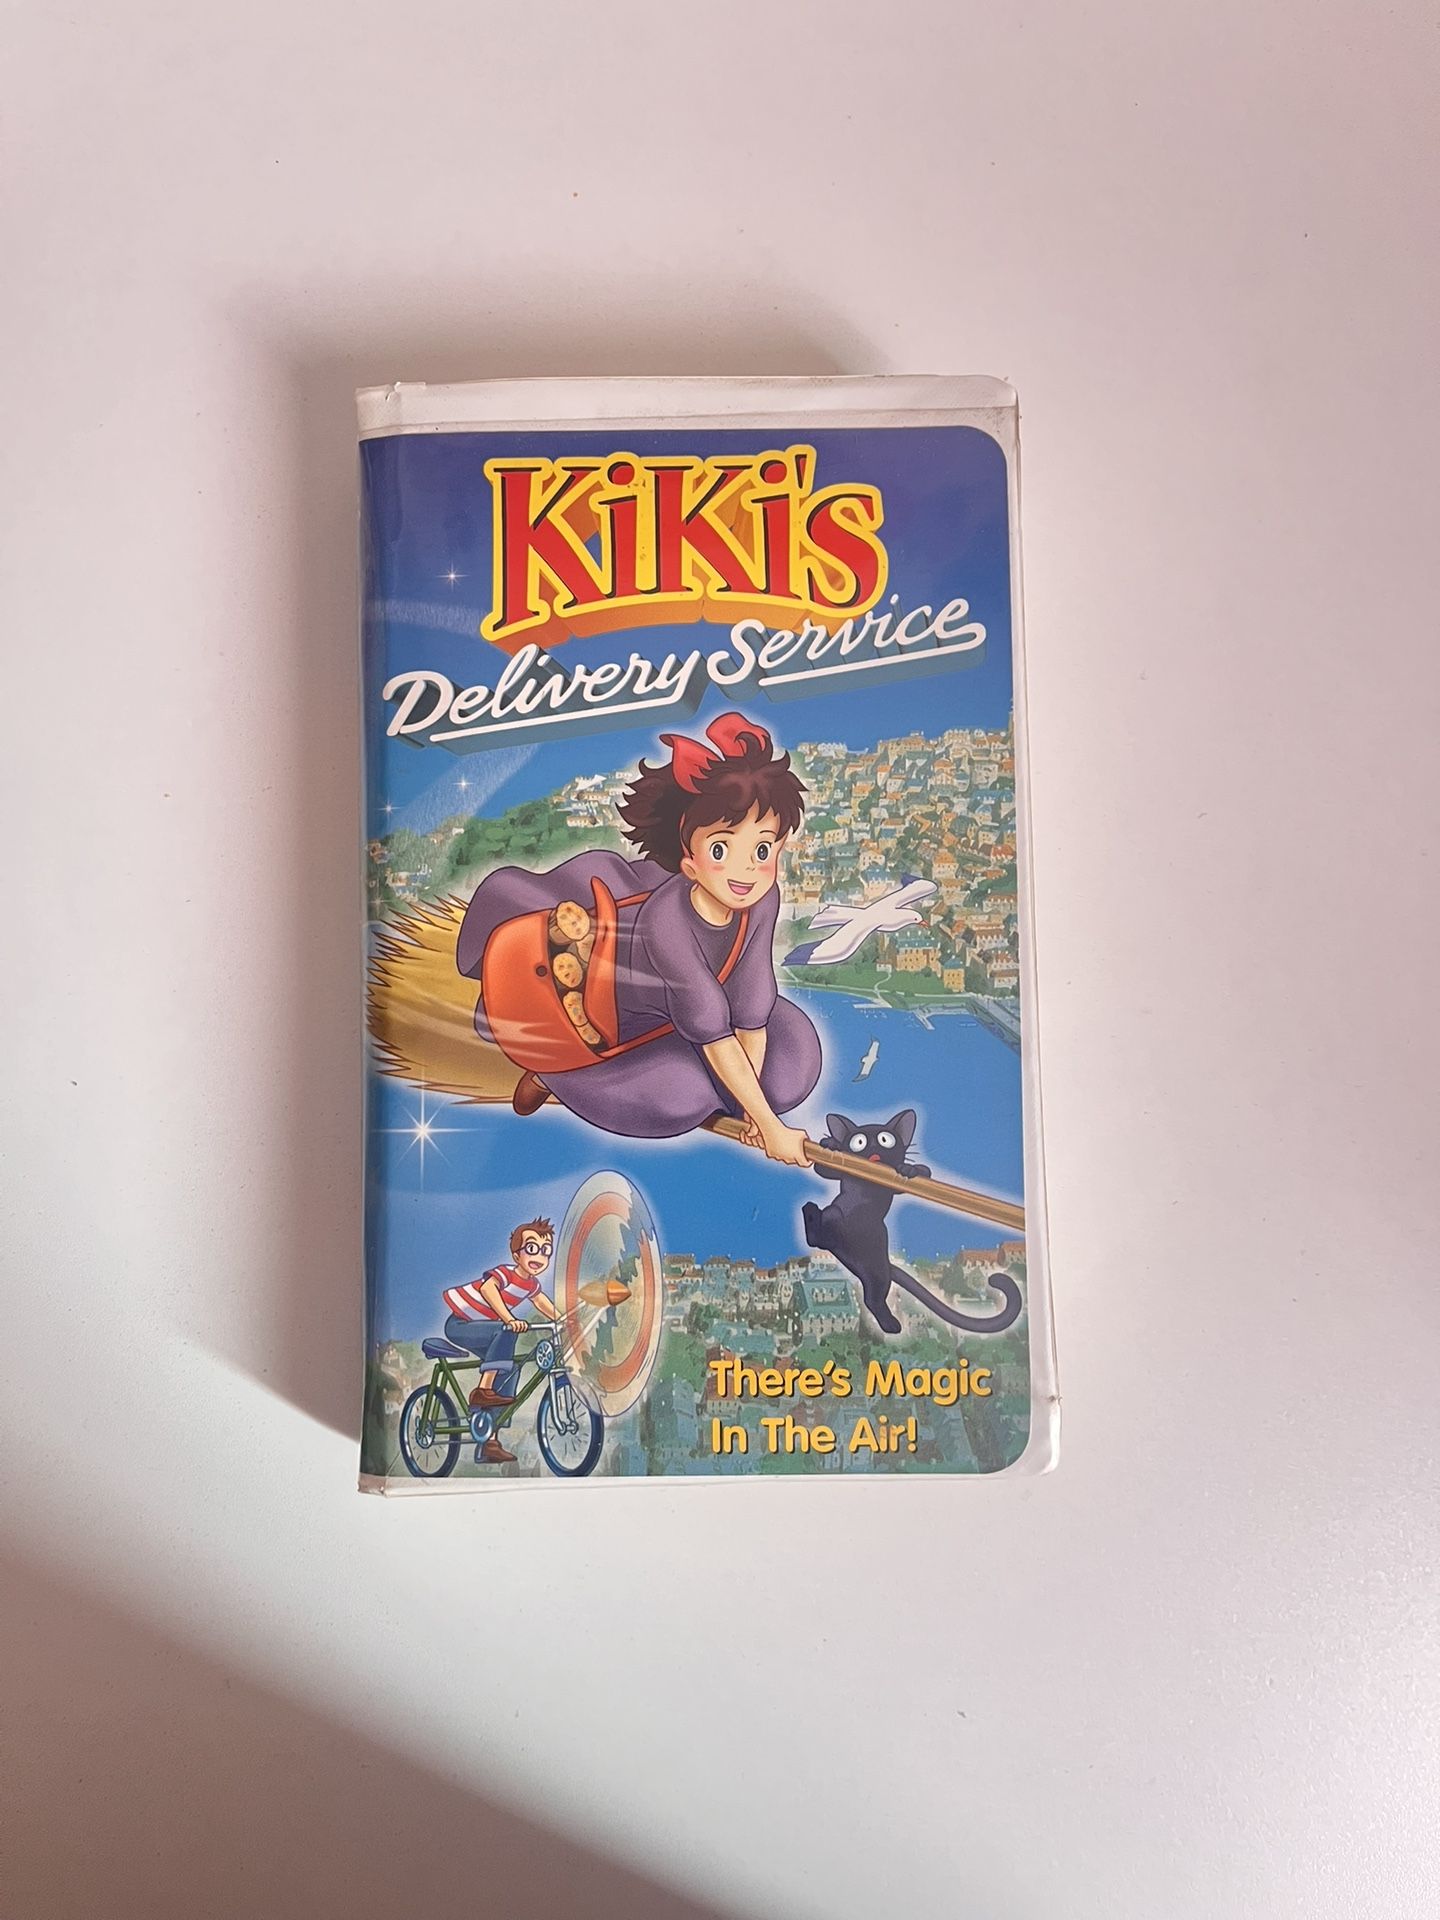 KiKi's
Delivery Service
There's Magic
In The Air!